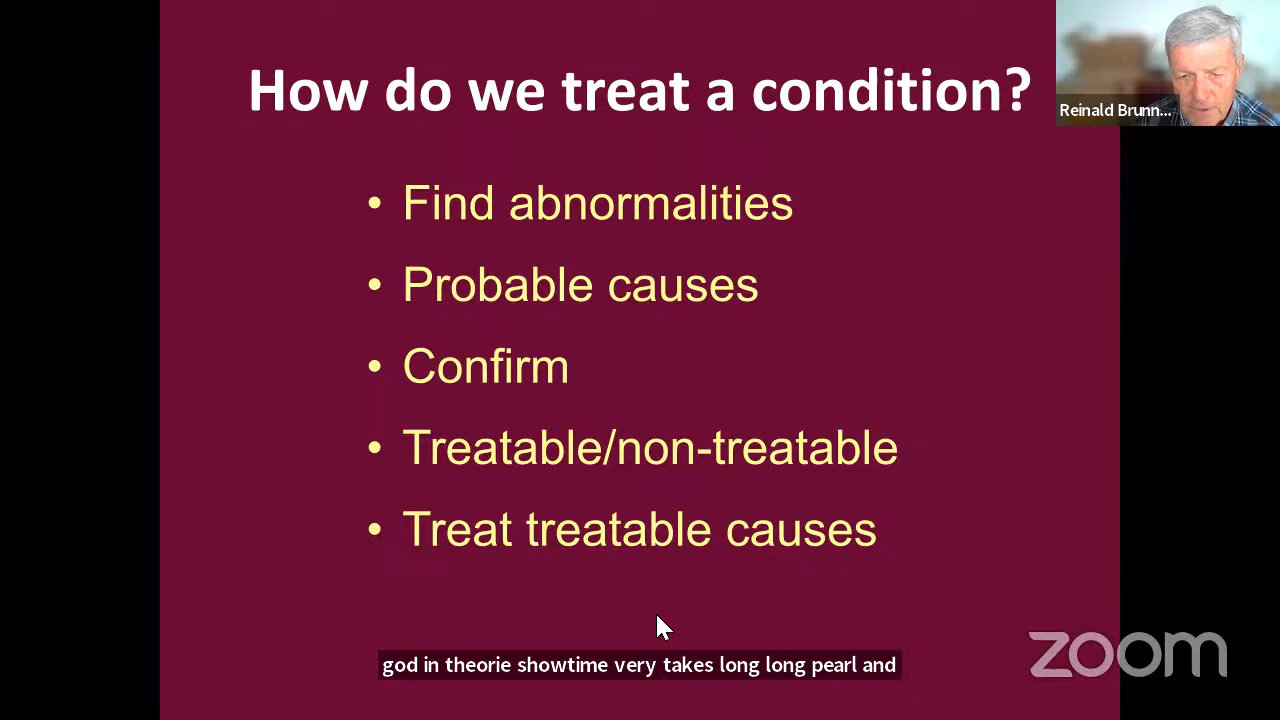 How do we treat a condition?
Reinald Brunn...
• Find abnormalities
• Probable causes
• Confirm
• Treatable/non-treatable
• Treat treatable causes
god in theorie showtime very takes long long pearl and
zoom